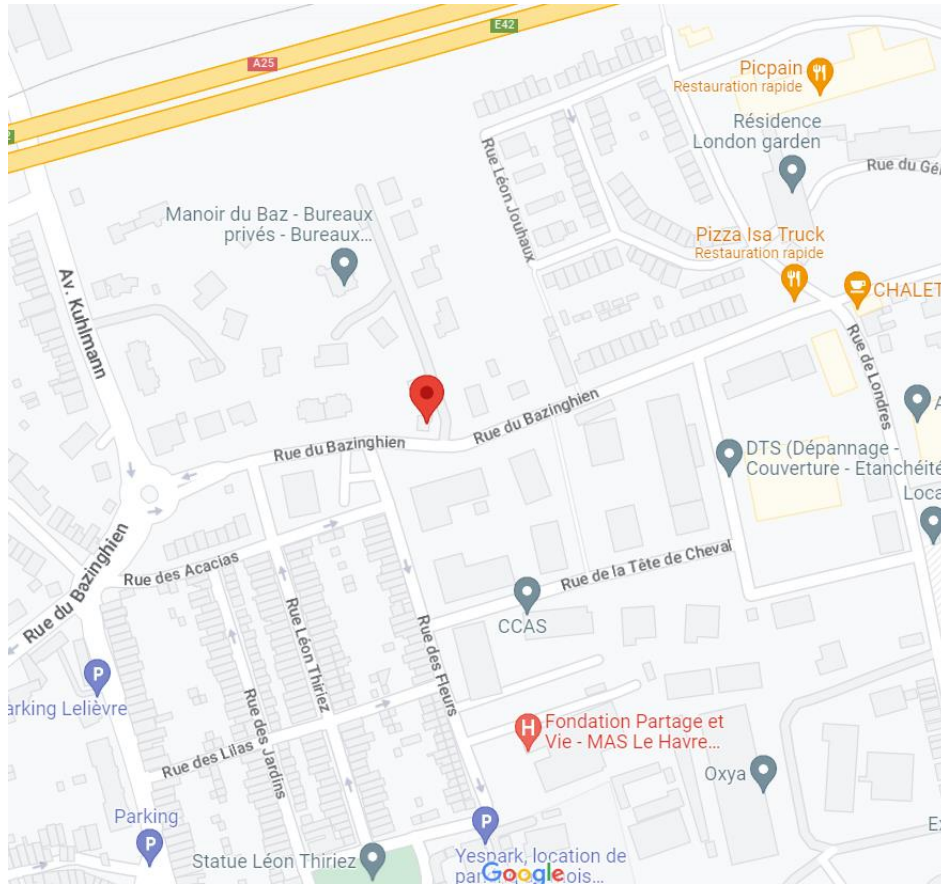 E42
A25
Picpain
Restauration rapide
Résidence
London garden
Rue du Gé
Rue Léon Jouhaux
Manoir du Baz - Bureaux
privés - Bureaux...
Pizza Isa Truck
Restauration rapide
CHALET
Av. Kuhlmann
Rue de Londres
Rue du Bazinghien
Rue du Bazinghien
A
DTS (Dépannage -
Couverture - Etanchéité
Loca
Rue du Bazinghien
Rue des Acacias
Rue de la Tête de Cheval
CCAS
Rue Léon Thiriez
Rue des Fleurs
P
arking Lelièvre
Rue des Jardins
H
Fondation Partage et
Vie - MAS Le Havre...
Rue des Lilas
Oxya
Parking
P
P
Statue Léon Thiriez
Yespark, location de
Google